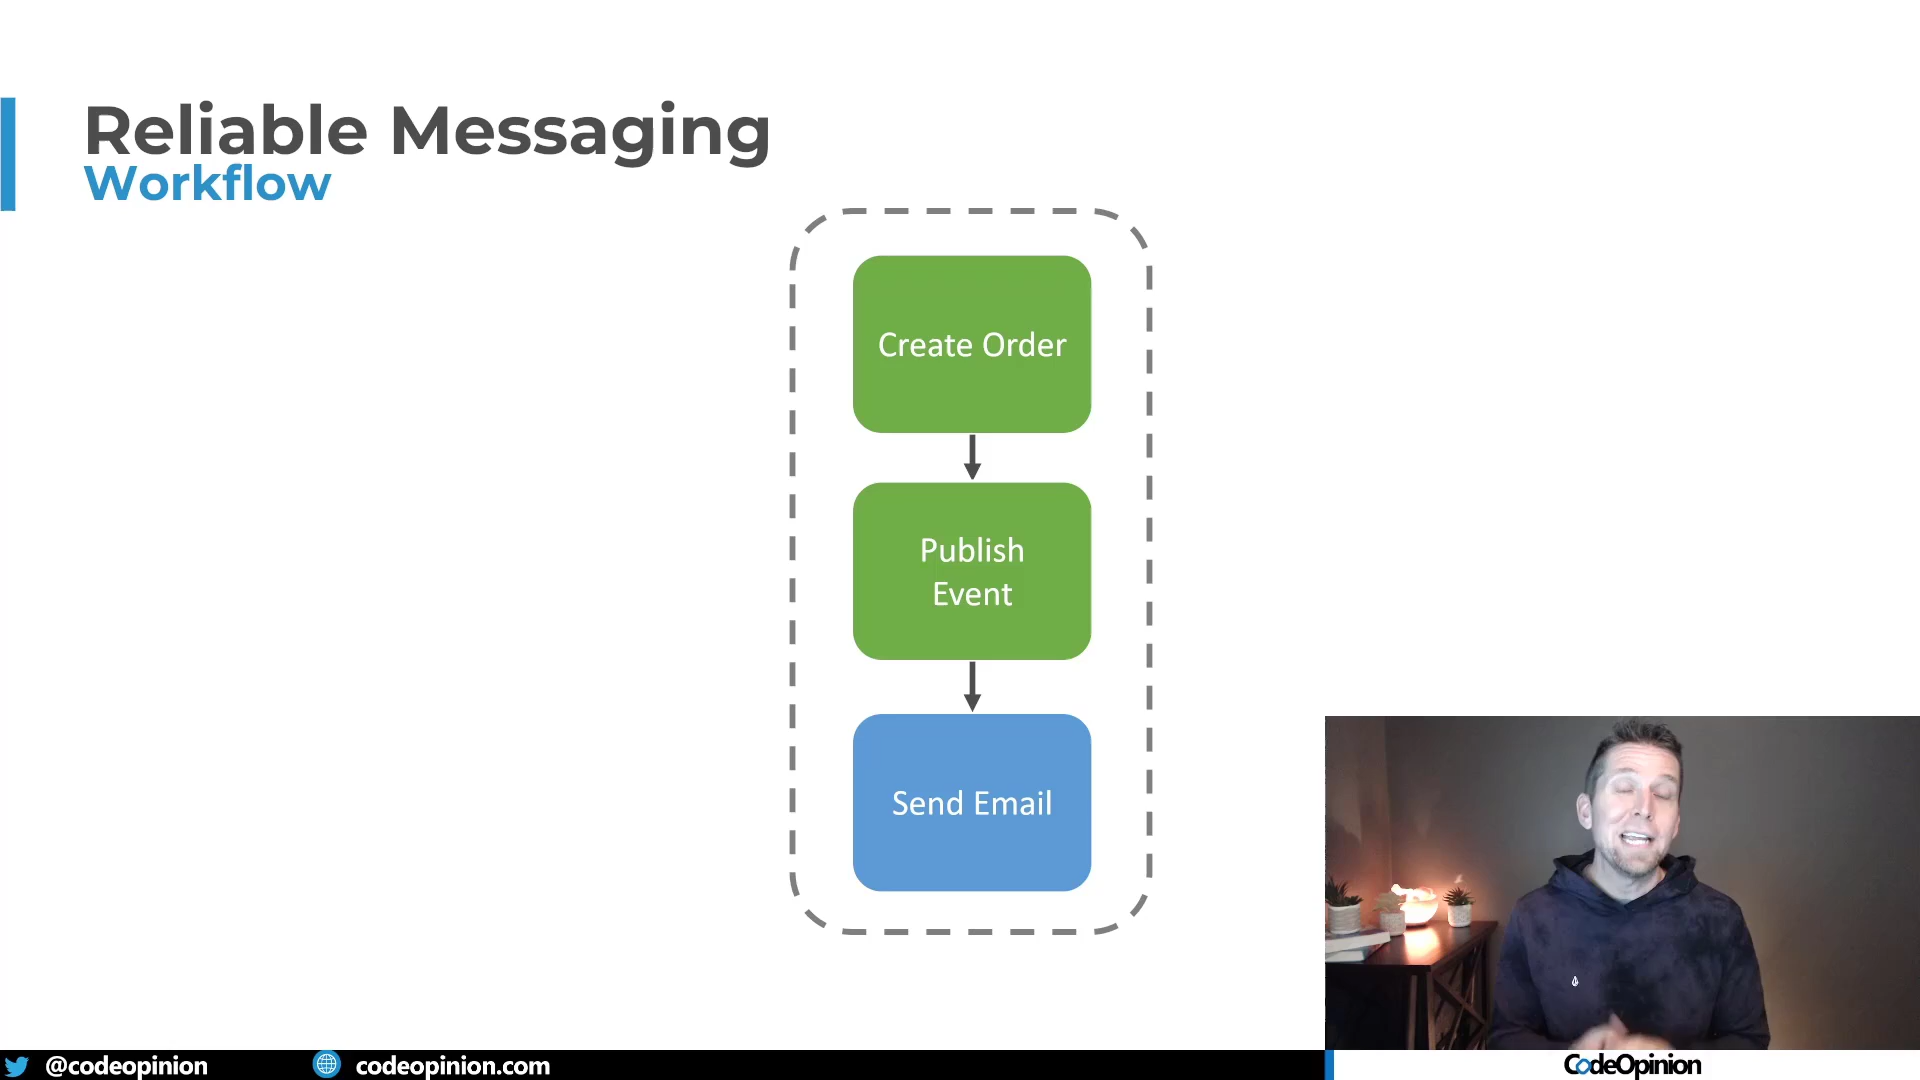 Reliable Messaging
Workflow
Create Order
Publish
Event
Send Email
@codeopinion
codeopinion.com
CodeOpinion